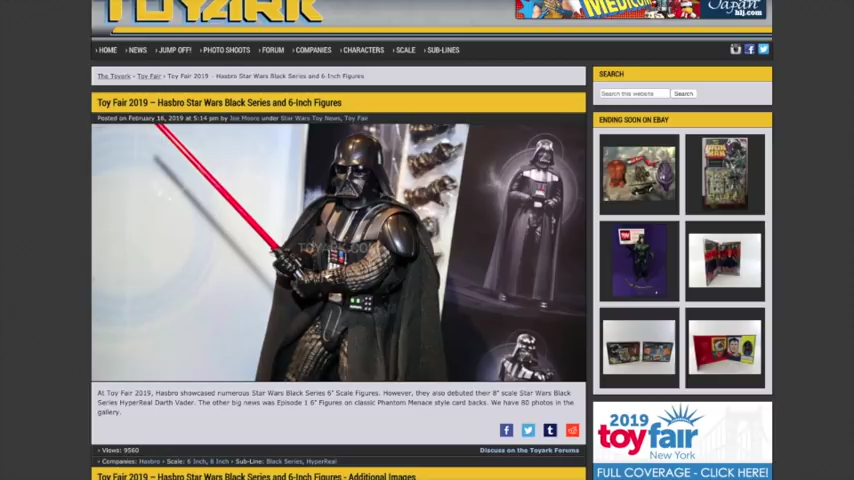 TOYARK
MEDICOM
Japan
hlj.com
› HOME › NEWS › JUMP OFF! › PHOTO SHOOTS › FORUM › COMPANIES › CHARACTERS › SCALE › SUB-LINES
The Toyark - Toy Fair - Toy Fair 2019 – Hasbro Star Wars Black Series and 6-Inch Figures
Toy Fair 2019 – Hasbro Star Wars Black Series and 6-Inch Figures
Posted on February 16, 2019 at 5:14 pm by Joe Moore under Star Wars Toy News, Toy Fair
TOYARK.COM
At Toy Fair 2019, Hasbro showcased numerous Star Wars Black Series 6" Scale Figures. However, they also debuted their 8" scale Star Wars Black
Series HyperReal Darth Vader. The other big news was Episode 1 6" Figures on classic Phantom Menace style card backs. We have 80 photos in the
gallery.
› Views: 9560
Discuss on the Toyark Forums
› Companies: Hasbro › Scale: 6 Inch, 8 Inch › Sub-Line: Black Series, HyperReal
Toy Fair 2019 – Hasbro Star Wars Black Series and 6-Inch Figures - Additional Images
SEARCH
Search this website
Search
ENDING SOON ON EBAY
IRON MAN
2019
toyfair
New York
FULL COVERAGE - CLICK HERE!